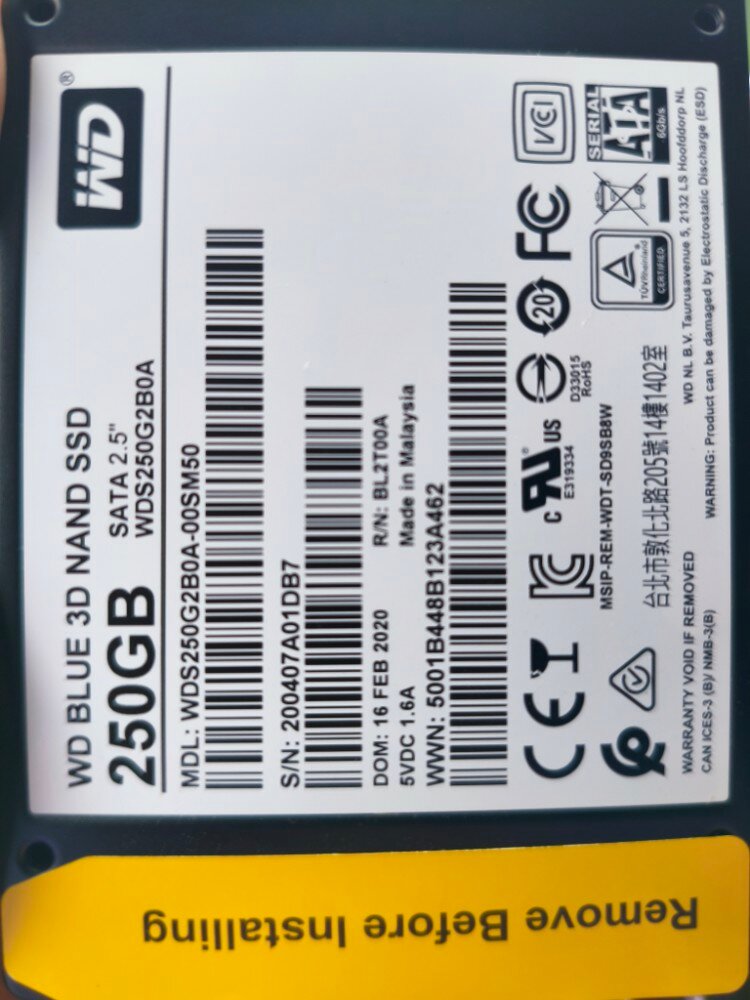 WD®
WD BLUE 3D NAND SSD
250GB
SATA 2.5"
WDS250G2B0A
MDL: WDS250G2B0A-00SM50
S/N: 200407A01DB7
DOM: 16 FEB 2020
R/N: BL2T00A
5VDC 1.6A
Made in Malaysia
WWN: 5001B448B123A462
CE
c RU US
E319334
D33015
RoHS
20
FC
VCI
SERIAL
ATA
6Gb/s
MSIP-REM-WDT-SD9SB8W
TÜVRheinland
CERTIFIED
台北市敦化北路205號14樓1402室
WARRANTY VOID IF REMOVED
WD NL B.V. Taurusavenue 5, 2132 LS Hoofddorp NL
CAN ICES-3 (B)/ NMB-3(B)
WARNING: Product can be damaged by Electrostatic Discharge (ESD)
Remove Before Installing